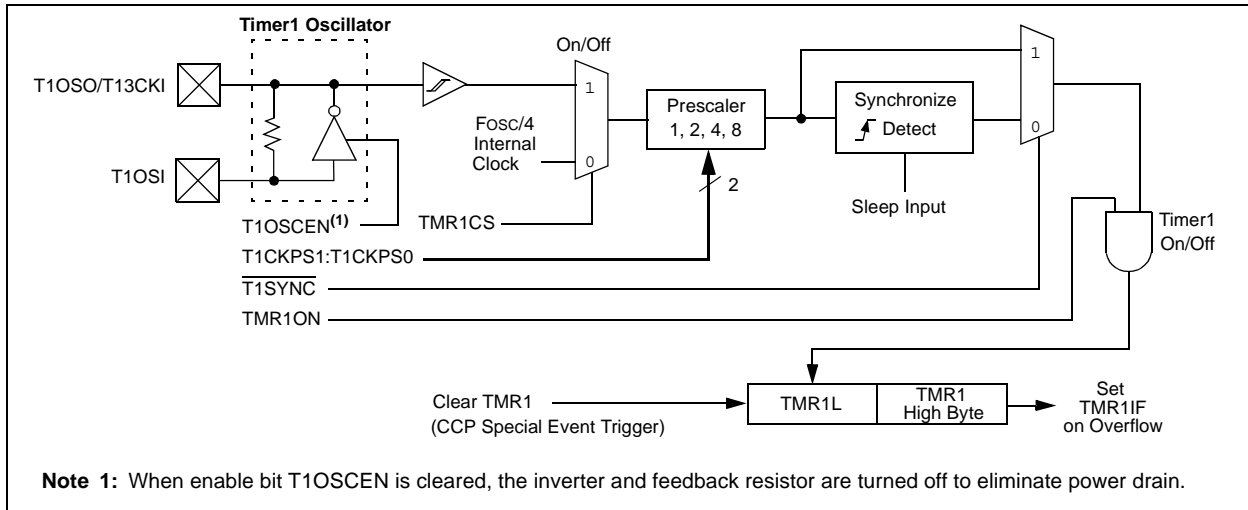 Timer1 Oscillator
On/Off
T1OSO/T13CKI
1
1
Prescaler
1, 2, 4, 8
Synchronize
Detect
FOSC/4
Internal
Clock
0
0
T1OSI
2
Sleep Input
T1OSCEN(1)
TMR1CS
Timer1
On/Off
T1CKPS1:T1CKPS0
T1SYNC
TMR1ON
Clear TMR1
(CCP Special Event Trigger)
TMR1L
TMR1
High Byte
Set
TMR1IF
on Overflow
Note 1: When enable bit T1OSCEN is cleared, the inverter and feedback resistor are turned off to eliminate power drain.